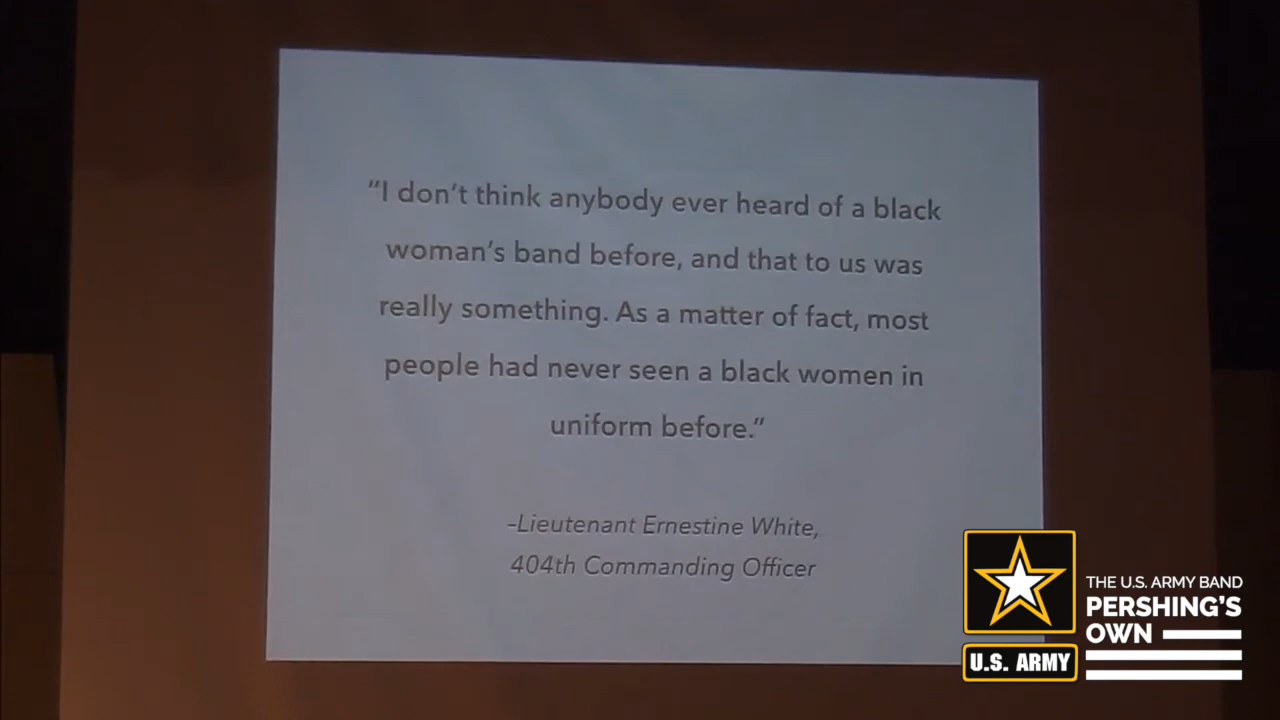 “I don’t think anybody ever heard of a black
woman’s band before, and that to us was
really something. As a matter of fact, most
people had never seen a black women in
uniform before.”
–Lieutenant Ernestine White,
404th Commanding Officer
U.S. ARMY
THE U.S. ARMY BAND
PERSHING’S
OWN